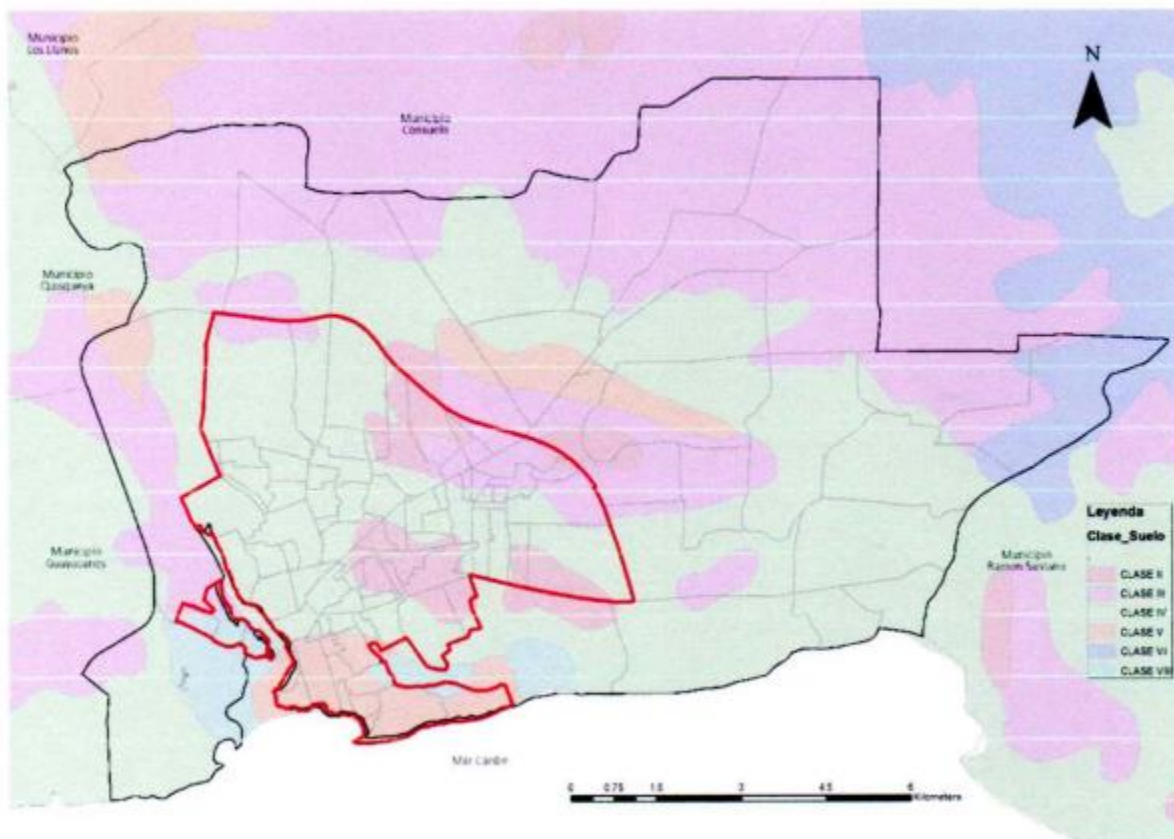 Municipio
Los Llanos
N
Municipio
Consuelo
Municipio
Quisqueya
Municipio
Guayacanes
Leyenda
Clase_Suelo
CLASE II
CLASE III
CLASE IV
CLASE V
CLASE VII
CLASE VIII
Municipio
Ramon Santana
Mar Caribe
0 0.75 1.5 3 4.5 6
Kilometers